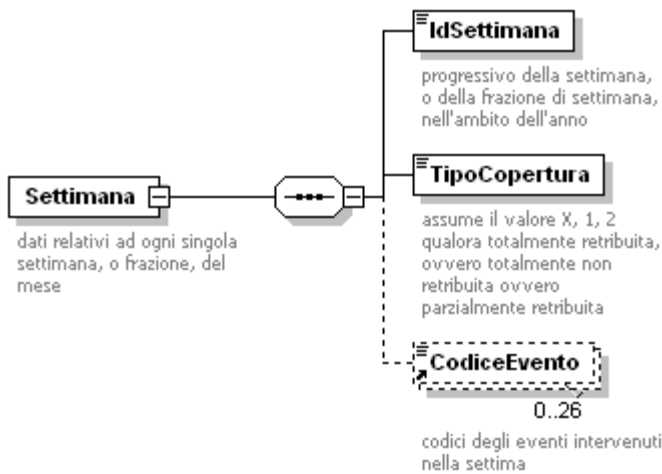 IdSettimana
progressivo della settimana,
o della frazione di settimana,
nell'ambito dell'anno
Settimana
dati relativi ad ogni singola
settimana, o frazione, del
mese
TipoCopertura
assume il valore X, 1, 2
qualora totalmente retribuita,
ovvero totalmente non
retribuita ovvero
parzialmente retribuita
CodiceEvento
0..26
codici degli eventi intervenuti
nella settima